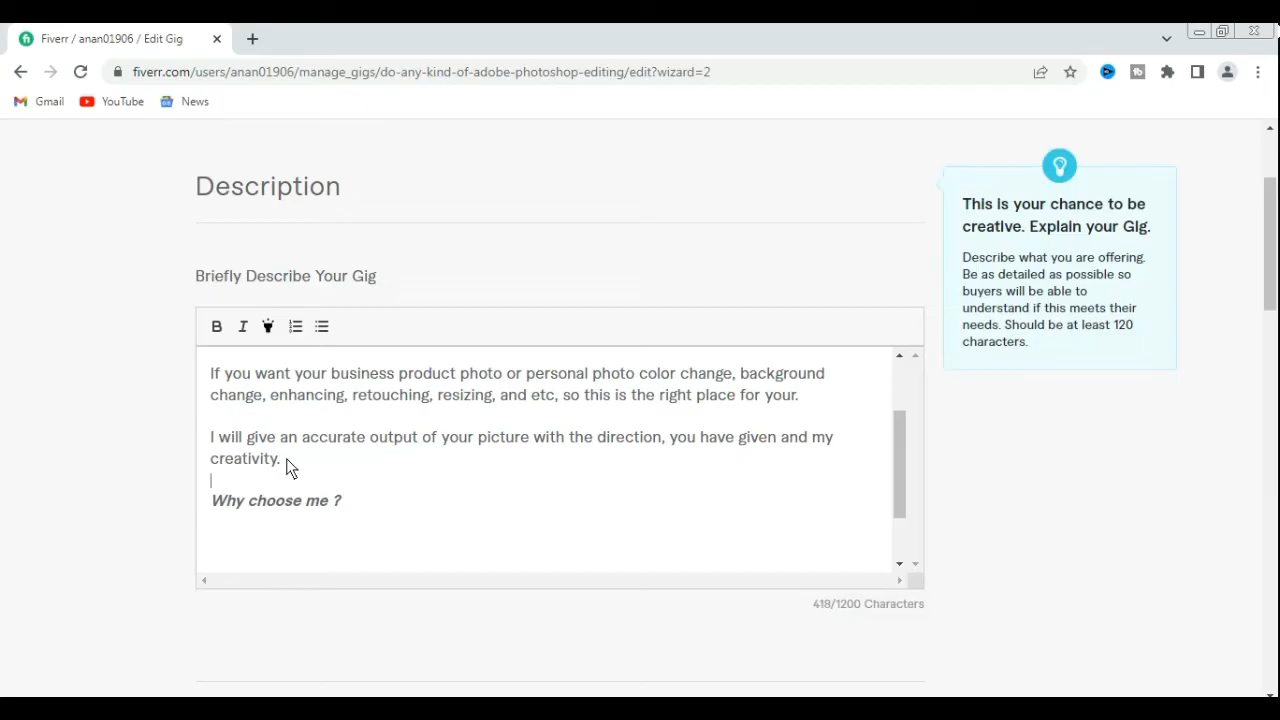 Fiverr / anan01906 / Edit Gig
fiverr.com/users/anan01906/manage_gigs/do-any-kind-of-adobe-photoshop-editing/edit?wizard=2
Gmail
YouTube
News
Description
Briefly Describe Your Gig
B I
If you want your business product photo or personal photo color change, background
change, enhancing, retouching, resizing, and etc, so this is the right place for your.
I will give an accurate output of your picture with the direction, you have given and my
creativity.
Why choose me ?
418/1200 Characters
This is your chance to be
creative. Explain your Gig.
Describe what you are offering.
Be as detailed as possible so
buyers will be able to
understand if this meets their
needs. Should be at least 120
characters.